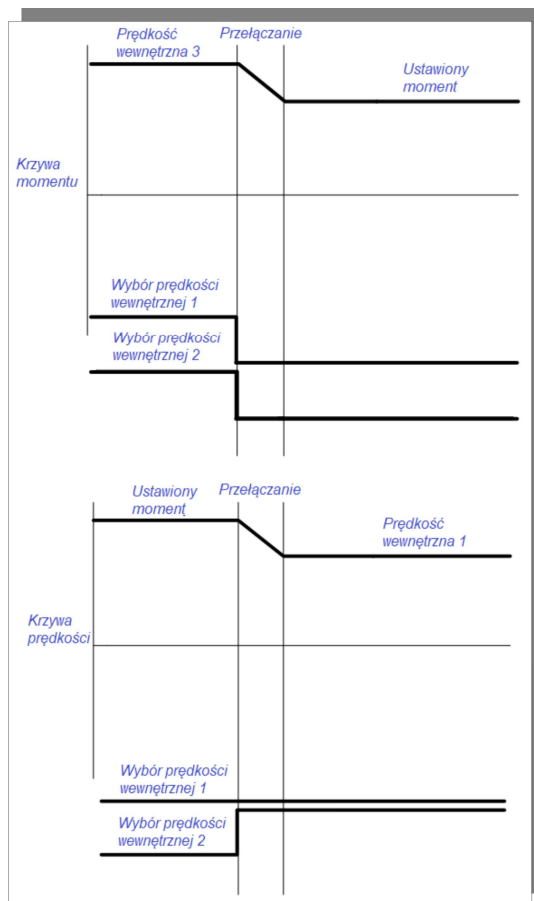 Prędkość
wewnętrzna 3
Przełączanie
Ustawiony
moment
Krzywa
momentu
Wybór prędkości
wewnętrznej 1
Wybór prędkości
wewnętrznej 2
Ustawiony
moment
Przełączanie
Prędkość
wewnętrzna 1
Krzywa
prędkości
Wybór prędkości
wewnętrznej 1
Wybór prędkości
wewnętrznej 2